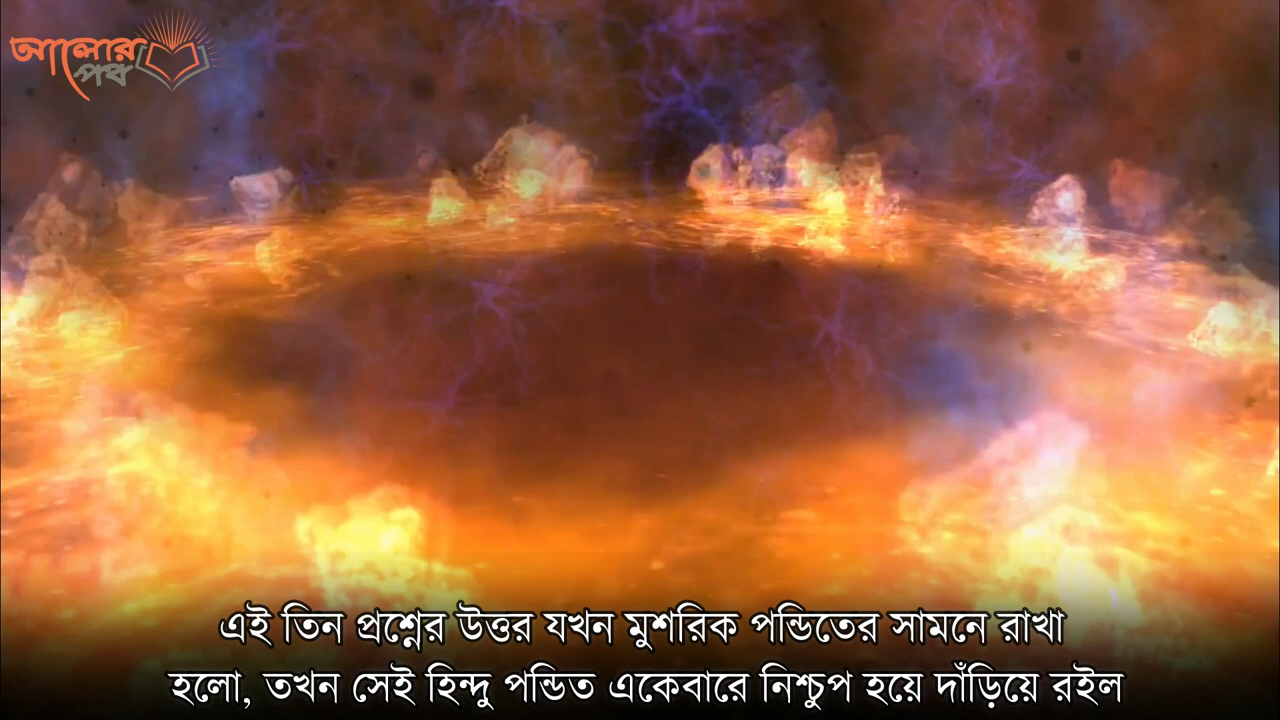 আলোর
পথ
এই তিন প্রশ্নের উত্তর যখন মুশরিক পন্ডিতের সামনে রাখা
হলো, তখন সেই হিন্দু পন্ডিত একেবারে নিশ্চুপ হয়ে দাঁড়িয়ে রইল